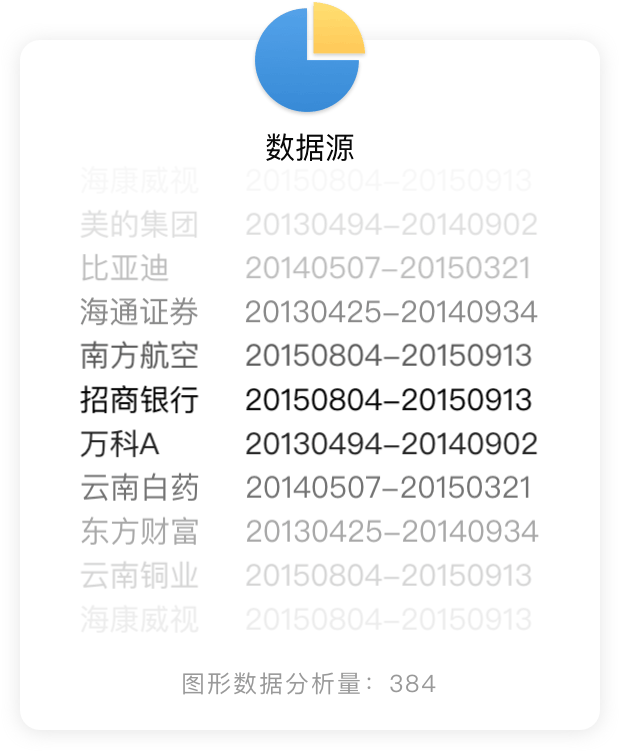 数据源
海康威视 20150804-20150913
美的集团 20130494-20140902
比亚迪 20140507-20150321
海通证券 20130425-20140934
南方航空 20150804-20150913
招商银行 20150804-20150913
万科A 20130494-20140902
云南白药 20140507-20150321
东方财富 20130425-20140934
云南铜业 20150804-20150913
海康威视 20150804-20150913
图形数据分析量：384